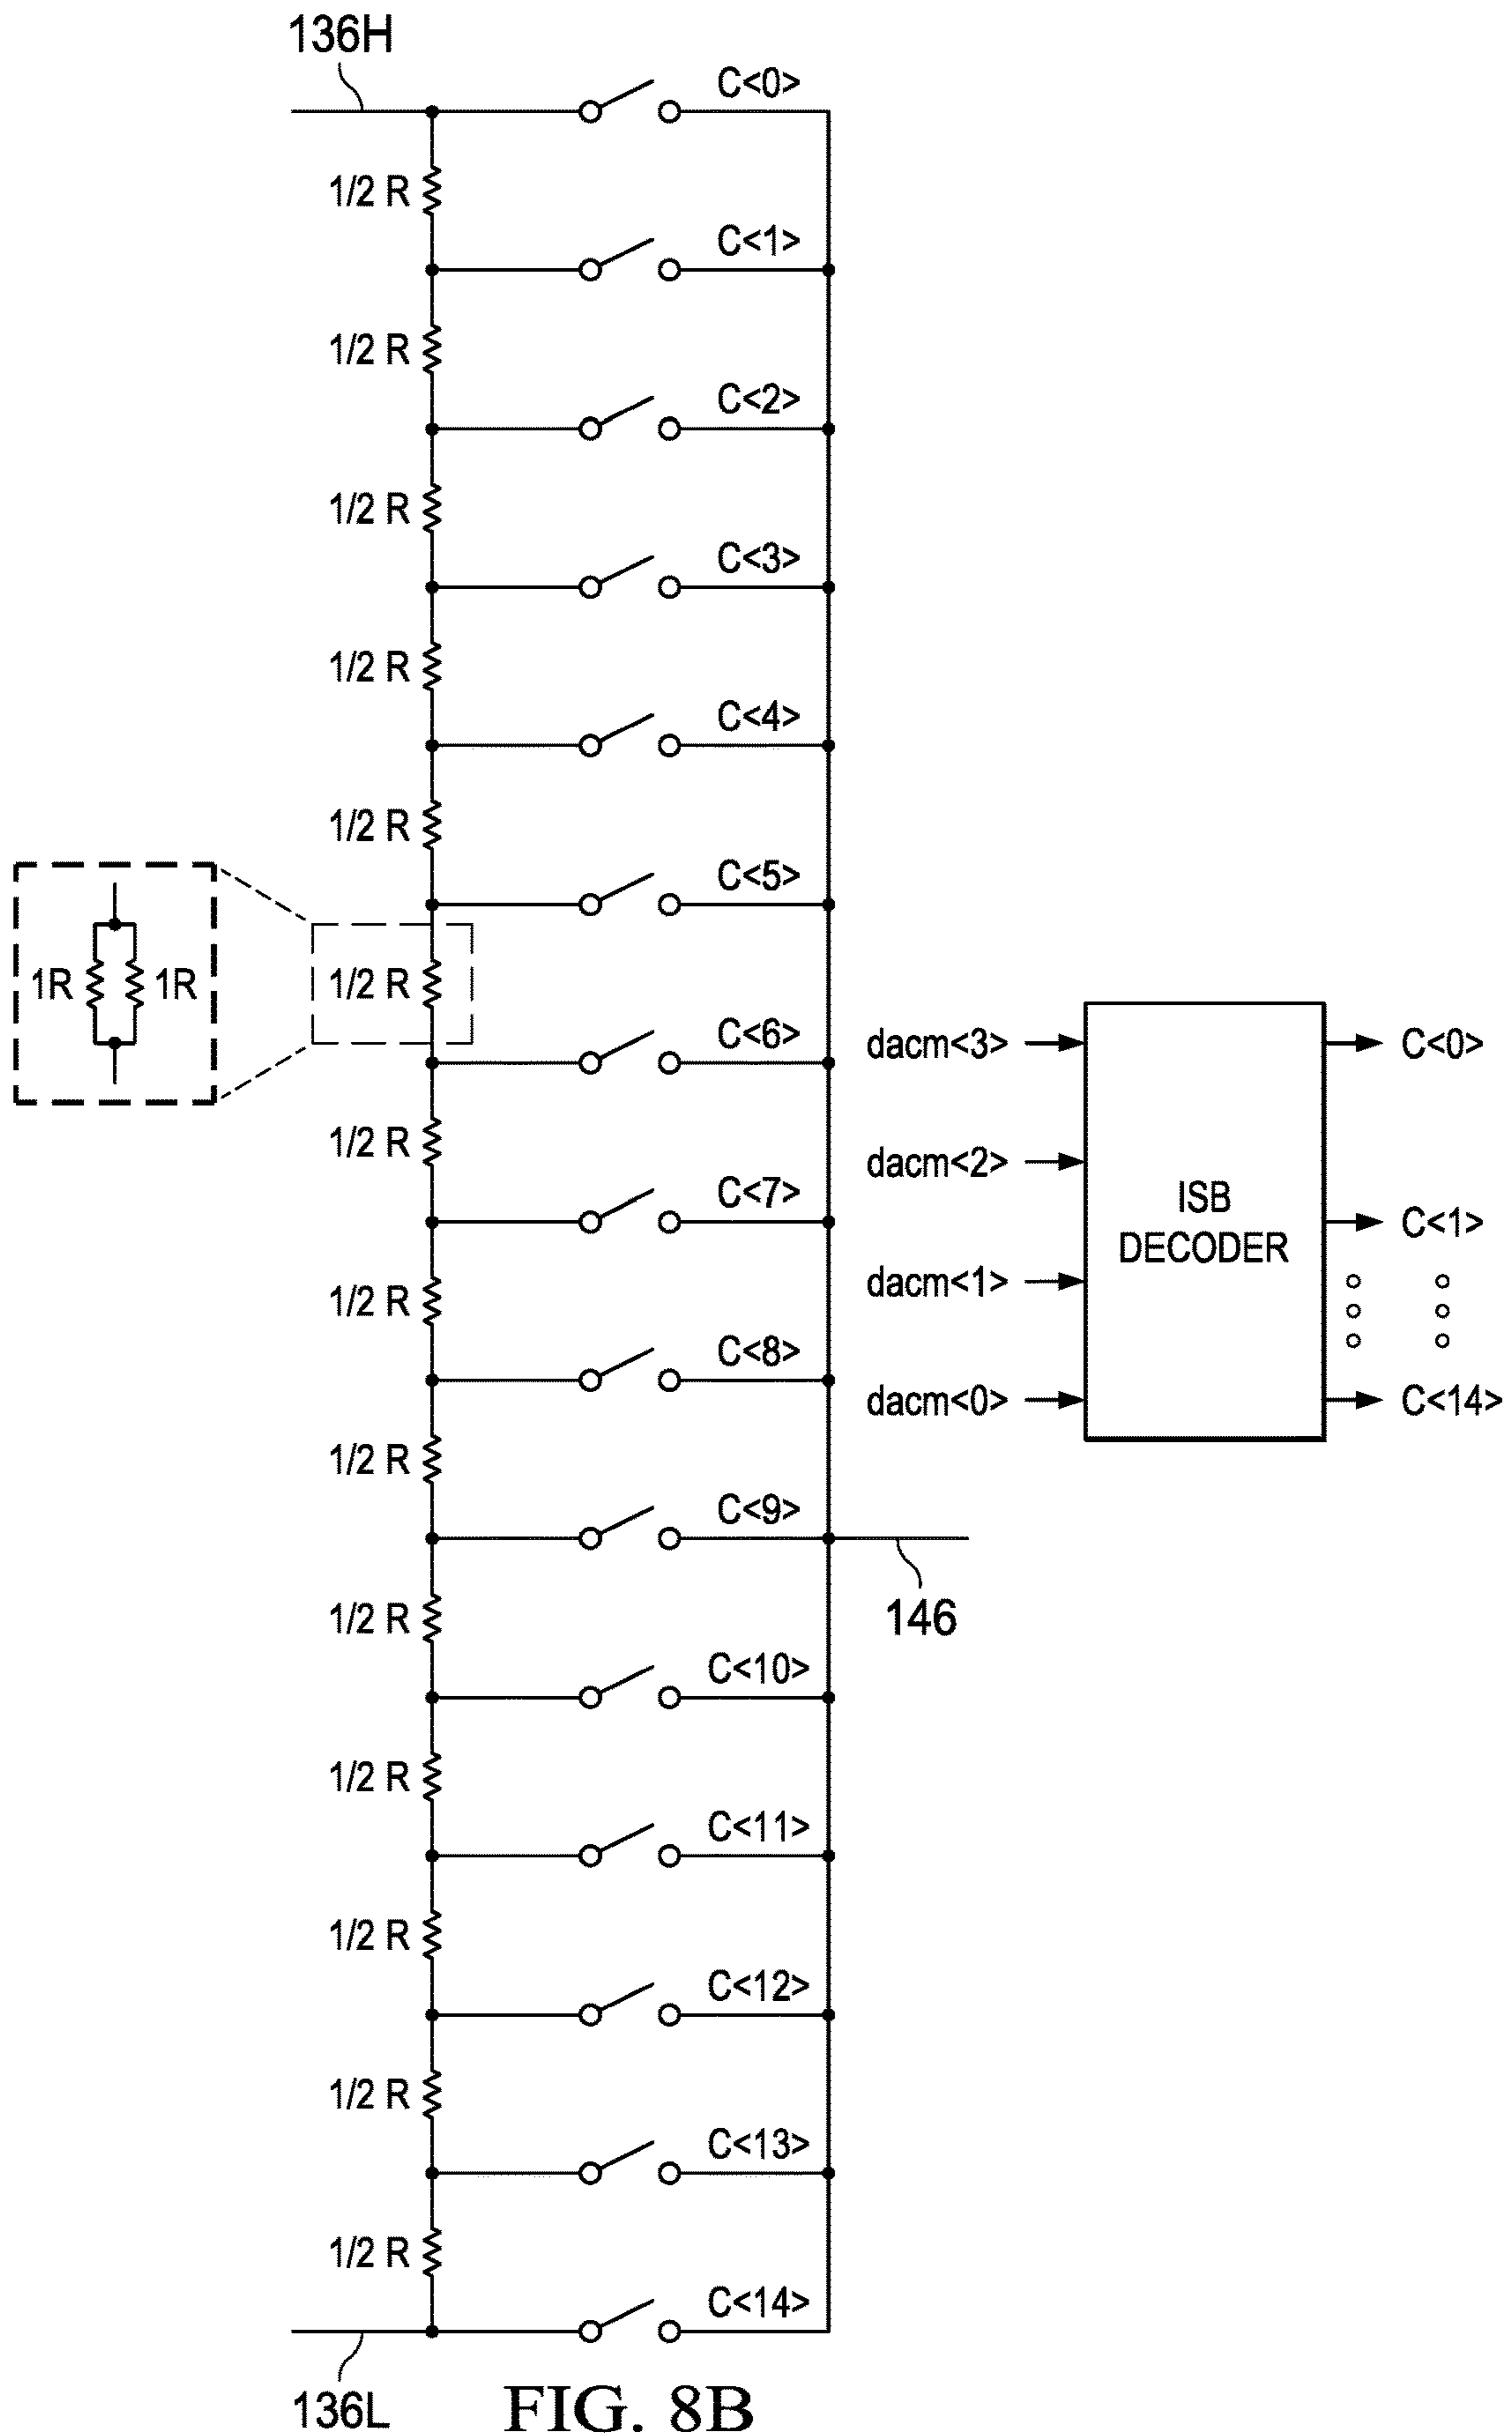 136H
C<0>
1/2 R
C<1>
1/2 R
C<2>
1/2 R
C<3>
1/2 R
C<4>
1/2 R
C<5>
1R 1R
1/2 R
C<6>
1/2 R
C<7>
1/2 R
C<8>
1/2 R
C<9>
146
1/2 R
C<10>
1/2 R
C<11>
1/2 R
C<12>
1/2 R
C<13>
1/2 R
C<14>
136L
dacm<3>
dacm<2>
dacm<1>
dacm<0>
ISB
DECODER
C<0>
C<1>
C<14>
FIG. 8B